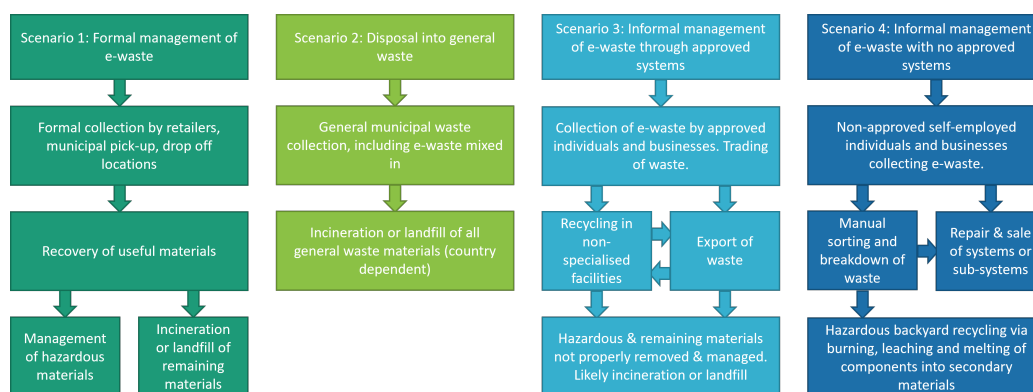 Scenario 1: Formal management of
e-waste
Formal collection by retailers,
municipal pick-up, drop off
locations
Recovery of useful materials
Management
of hazardous
materials
Incineration
or landfill of
remaining
materials
Scenario 2: Disposal into general
waste
General municipal waste
collection, including e-waste mixed
in
Incineration or landfill of all
general waste materials (country
dependent)
Scenario 3: Informal management
of e-waste through approved
systems
Collection of e-waste by approved
individuals and businesses. Trading
of waste.
Recycling in
non-
specialised
facilities
Export of
waste
Hazardous & remaining materials
not properly removed & managed.
Likely incineration or landfill
Scenario 4: Informal management
of e-waste with no approved
systems
Non-approved self-employed
individuals and businesses
collecting e-waste.
Manual
sorting and
breakdown of
waste
Repair & sale
of systems or
sub-systems
Hazardous backyard recycling via
burning, leaching and melting of
components into secondary
materials